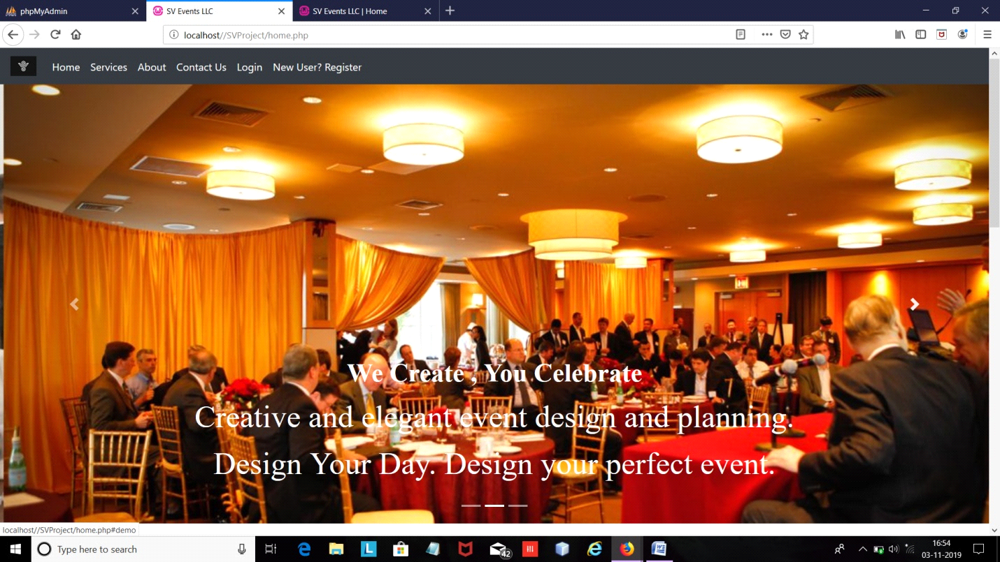 phpMyAdmin
SV Events LLC
SV Events LLC | Home
localhost//SVProject/home.php
Home Services About Contact Us Login New User? Register
We Create , You Celebrate
Creative and elegant event design and planning.
Design Your Day. Design your perfect event.
localhost//SVProject/home.php#demo
Type here to search
42
16:54
03-11-2019